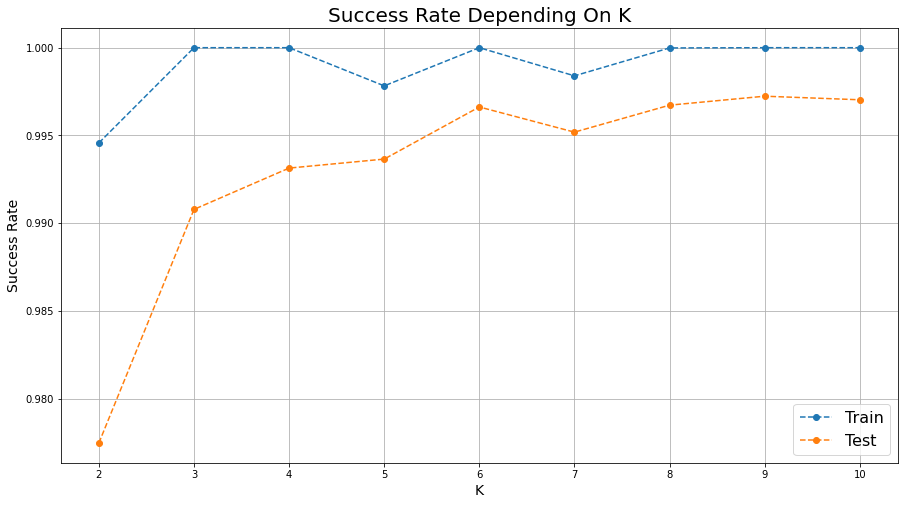 Success Rate Depending On K
1.000
0.995
0.990
0.985
0.980
Success Rate
2 3 4 5 6 7 8 9 10
K
Train
Test